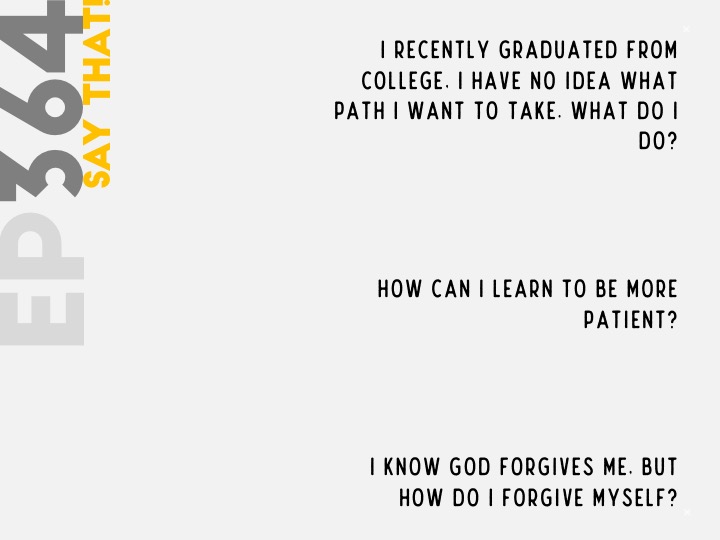 EP364
SAY THAT!
I RECENTLY GRADUATED FROM
COLLEGE. I HAVE NO IDEA WHAT
PATH I WANT TO TAKE. WHAT DO I
DO?
HOW CAN I LEARN TO BE MORE
PATIENT?
I KNOW GOD FORGIVES ME. BUT
HOW DO I FORGIVE MYSELF?